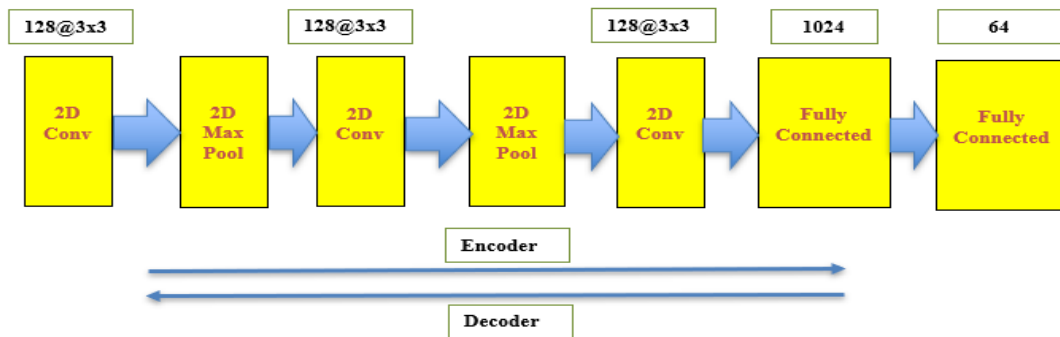 128@3x3
128@3x3
128@3x3
1024
64
2D
Conv
2D
Max
Pool
2D
Conv
2D
Max
Pool
2D
Conv
Fully
Connected
Fully
Connected
Encoder
Decoder